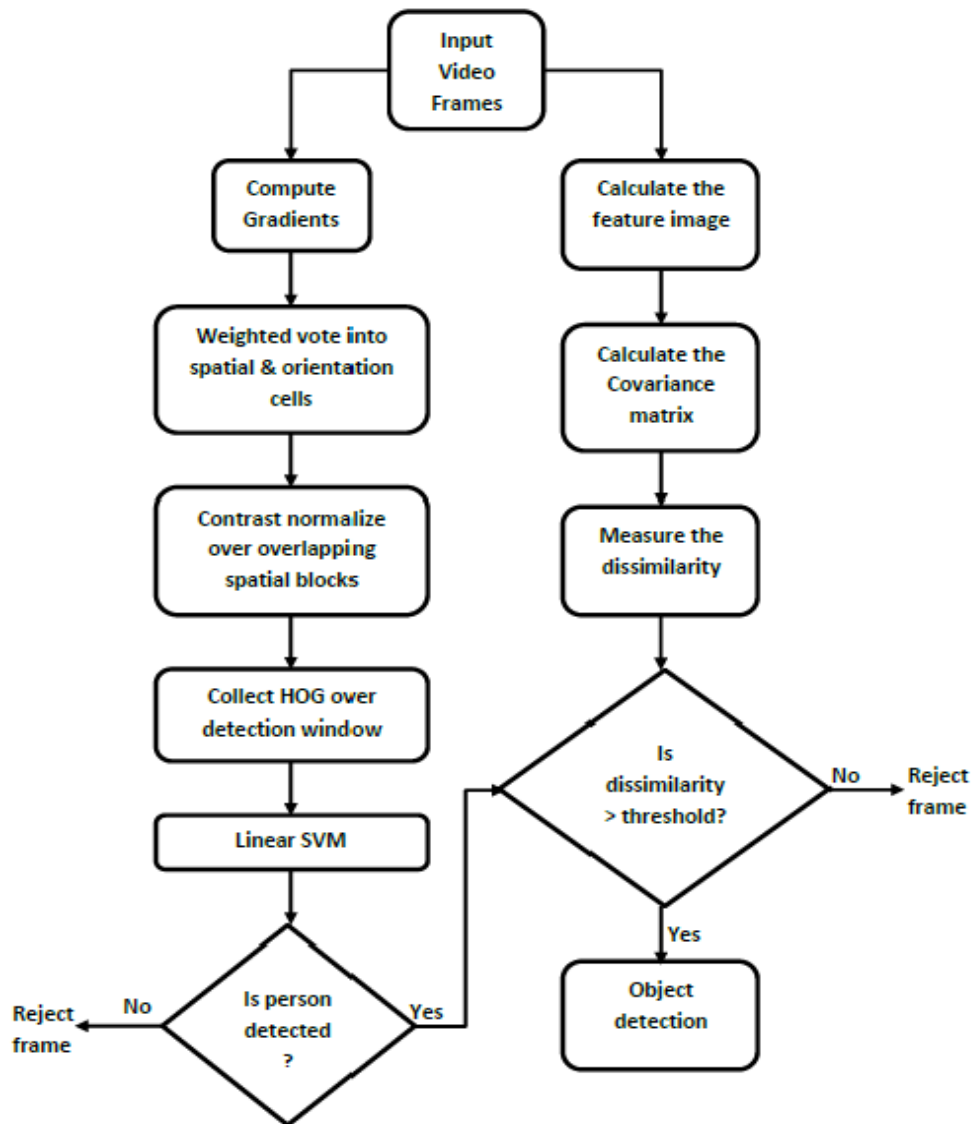 Input
Video
Frames
Compute
Gradients
Weighted vote into
spatial & orientation
cells
Contrast normalize
over overlapping
spatial blocks
Collect HOG over
detection window
Linear SVM
Is person
detected
?
No
Reject
frame
Yes
Calculate the
feature image
Calculate the
Covariance
matrix
Measure the
dissimilarity
Is
dissimilarity
> threshold?
No
Reject
frame
Yes
Object
detection